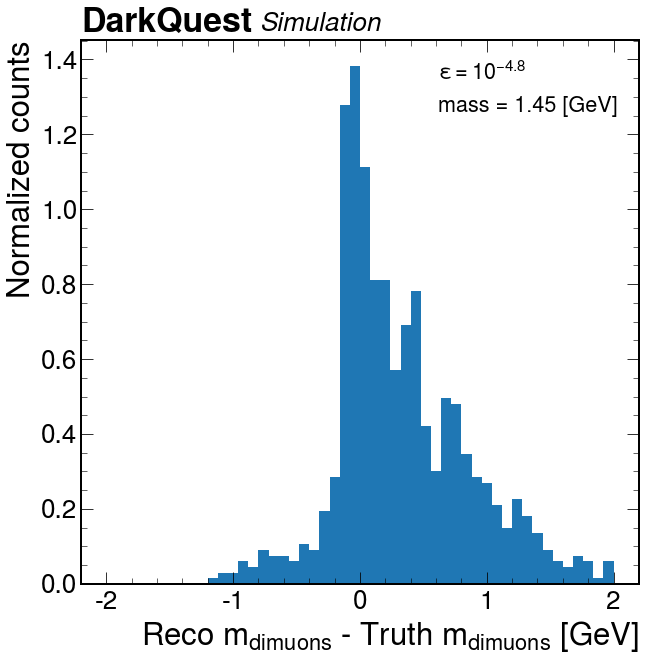 DarkQuest Simulation
ε = 10^−4.8
mass = 1.45 [GeV]
Normalized counts
1.4
1.2
1.0
0.8
0.6
0.4
0.2
0.0
-2 -1 0 1 2
Reco m_dimuons - Truth m_dimuons [GeV]